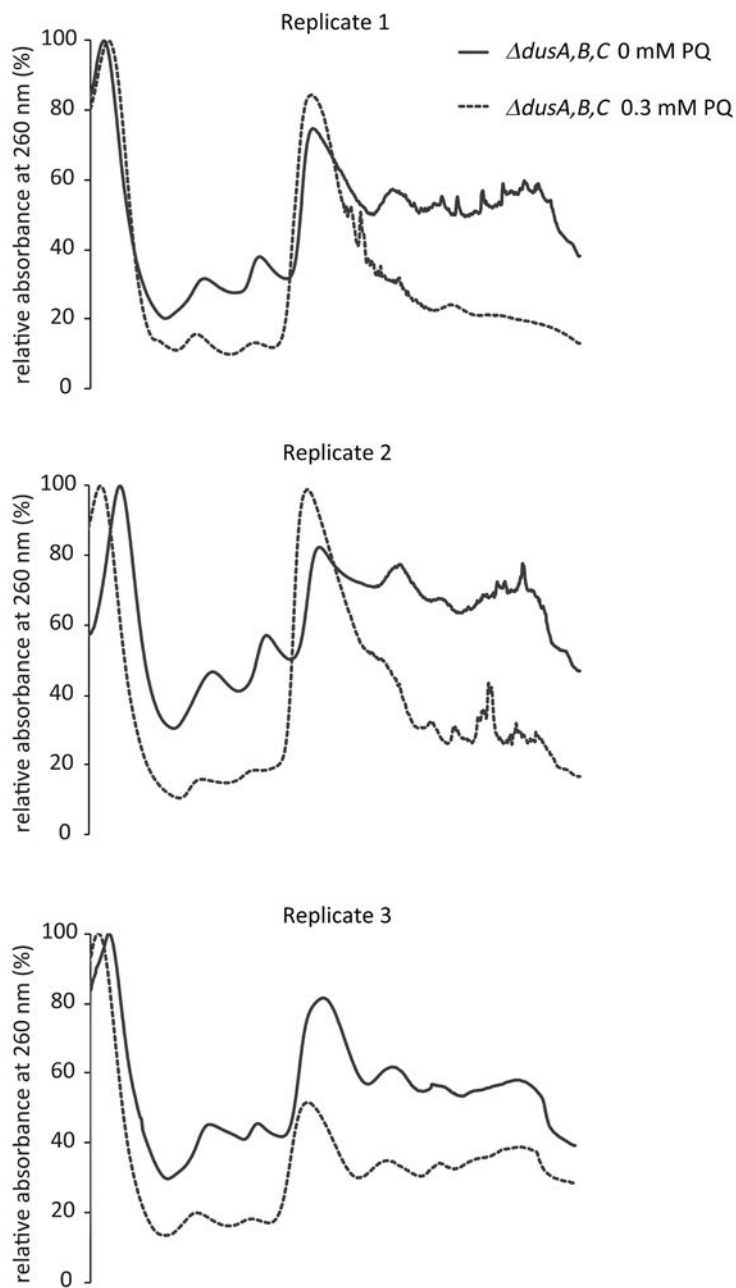 Replicate 1
ΔdusA,B,C 0 mM PQ
ΔdusA,B,C 0.3 mM PQ
relative absorbance at 260 nm (%)
100
80
60
40
20
0
Replicate 2
relative absorbance at 260 nm (%)
100
80
60
40
20
0
Replicate 3
relative absorbance at 260 nm (%)
100
80
60
40
20
0